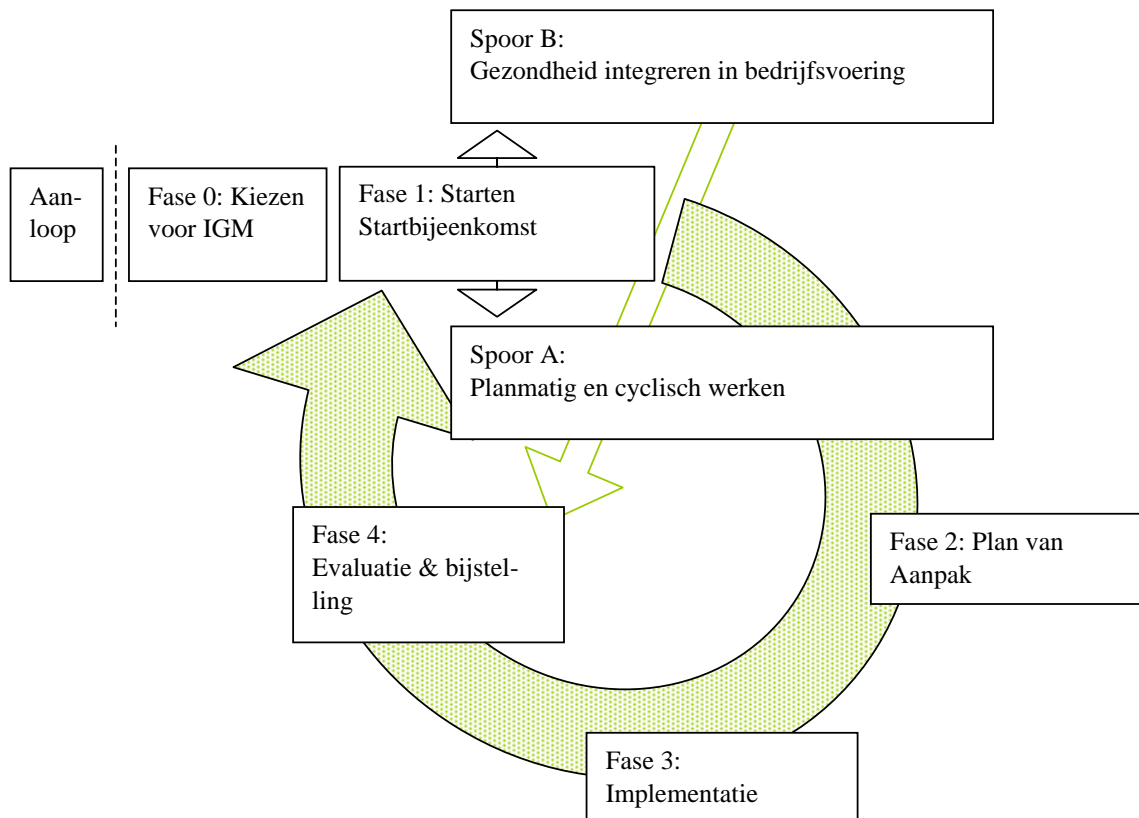 Spoor B:
Gezondheid integreren in bedrijfsvoering
Aan-
loop
Fase 0: Kiezen
voor IGM
Fase 1: Starten
Startbijeenkomst
Spoor A:
Planmatig en cyclisch werken
Fase 2: Plan van
Aanpak
Fase 3:
Implementatie
Fase 4:
Evaluatie & bijstel-
ling